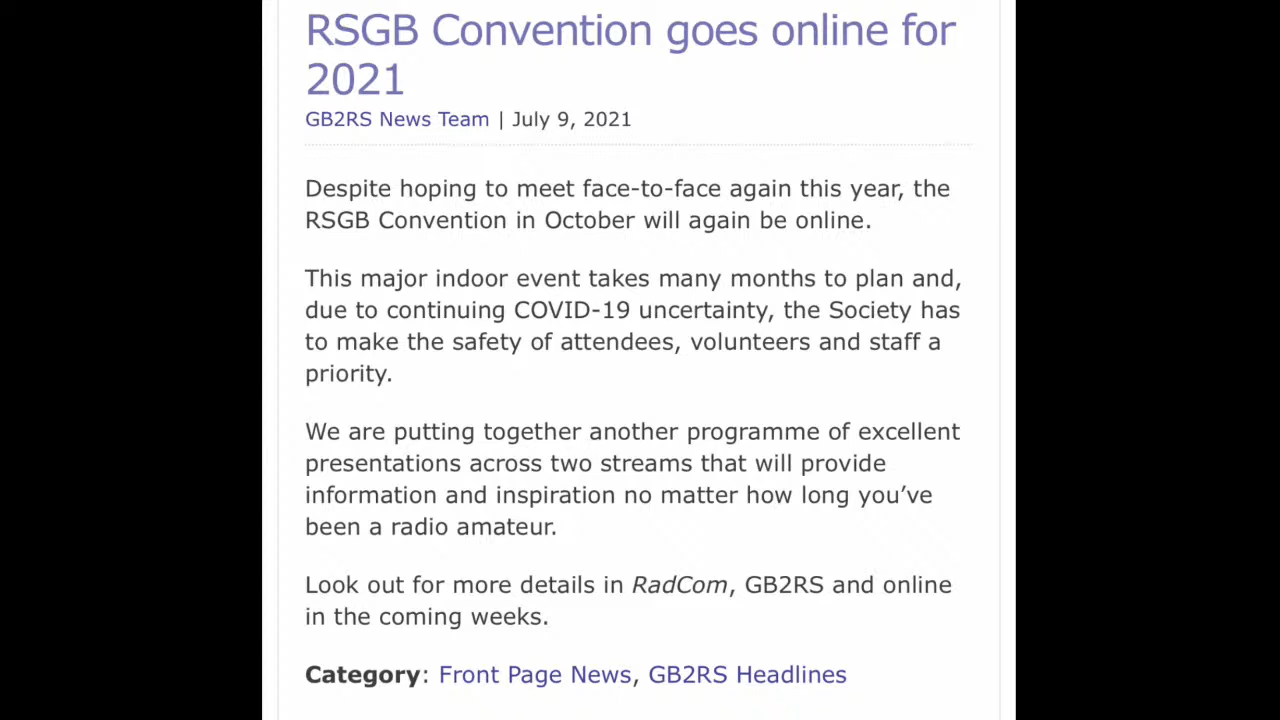 RSGB Convention goes online for
2021
GB2RS News Team | July 9, 2021
Despite hoping to meet face-to-face again this year, the
RSGB Convention in October will again be online.
This major indoor event takes many months to plan and,
due to continuing COVID-19 uncertainty, the Society has
to make the safety of attendees, volunteers and staff a
priority.
We are putting together another programme of excellent
presentations across two streams that will provide
information and inspiration no matter how long you’ve
been a radio amateur.
Look out for more details in RadCom, GB2RS and online
in the coming weeks.
Category: Front Page News, GB2RS Headlines